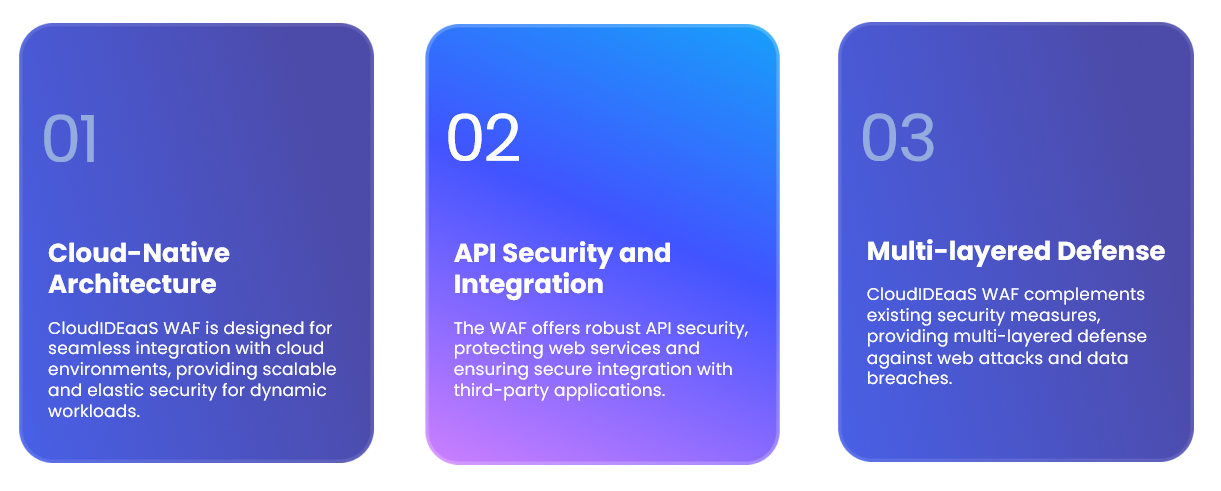 01
Cloud-Native
Architecture
CloudIDEaaS WAF is designed for
seamless integration with cloud
environments, providing scalable
and elastic security for dynamic
workloads.
02
API Security and
Integration
The WAF offers robust API security,
protecting web services and
ensuring secure integration with
third-party applications.
03
Multi-layered Defense
CloudIDEaaS WAF complements
existing security measures,
providing multi-layered defense
against web attacks and data
breaches.